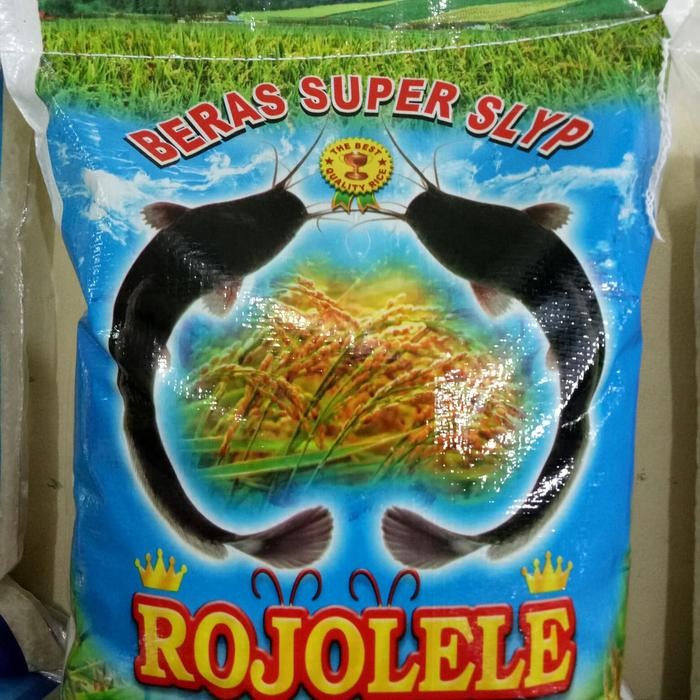 BERAS SUPER SLYP
THE BEST
QUALITY RICE
ROJOLELE